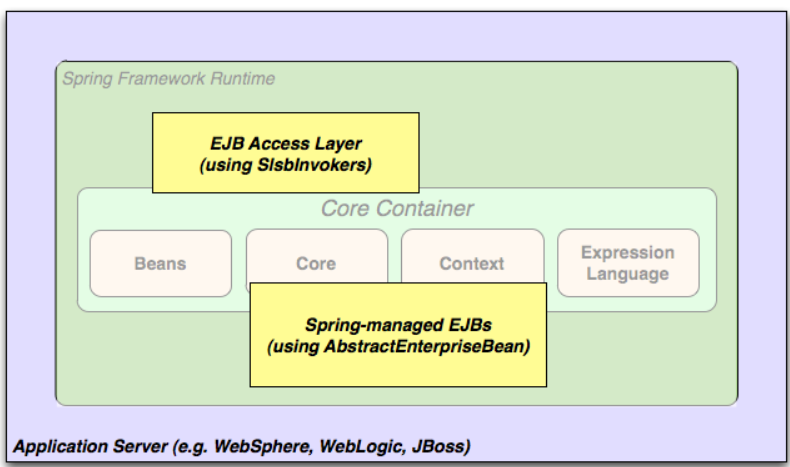 Spring Framework Runtime
EJB Access Layer
(using SlsbInvokers)
Core Container
Beans
Core
Context
Expression
Language
Spring-managed EJBs
(using AbstractEnterpriseBean)
Application Server (e.g. WebSphere, WebLogic, JBoss)